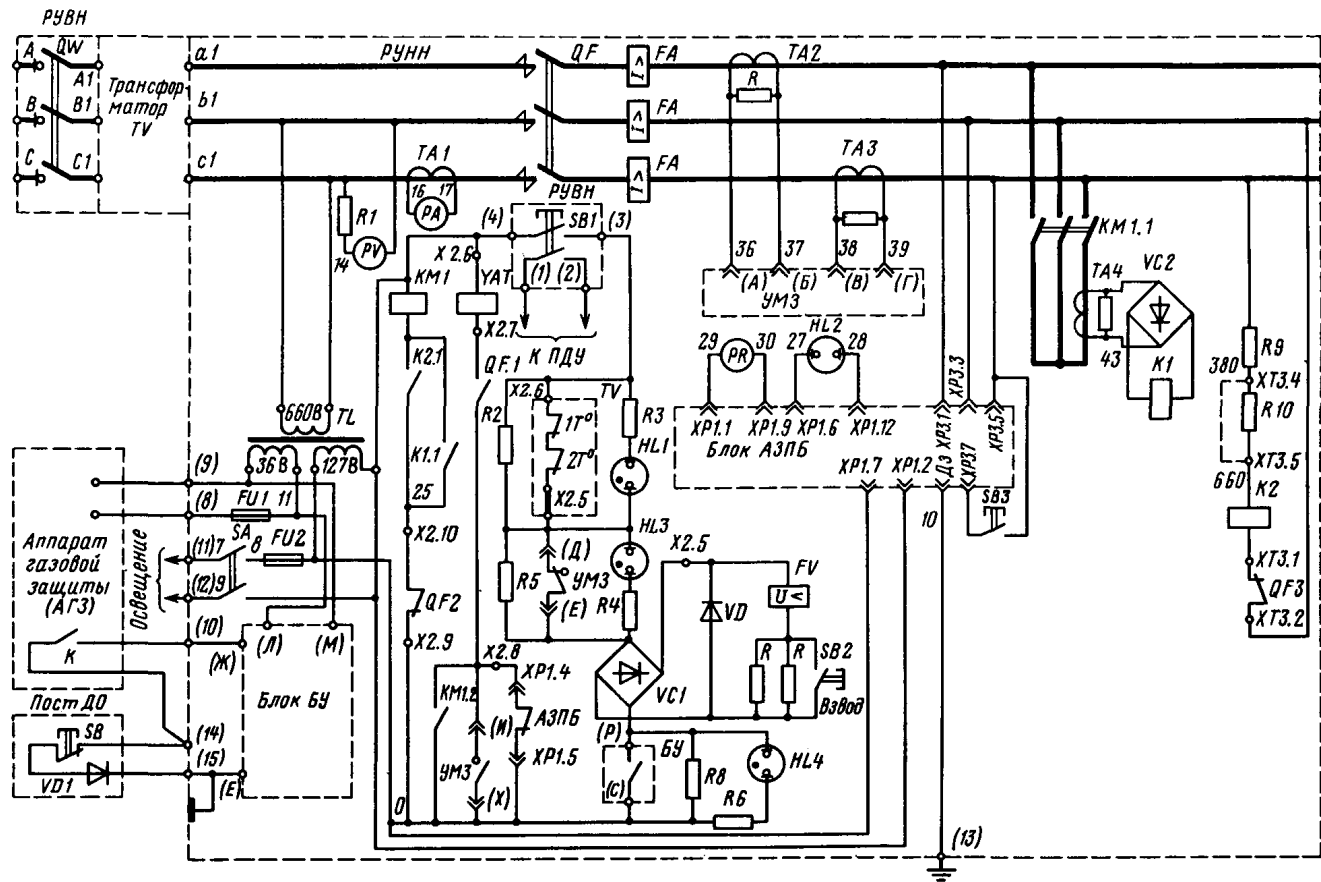 РУВН
A QW
A1
B B1
C C1
Трансфор-
матор
TV
a1
b1
c1
РУНН
QF
FA
FA
FA
I>
I>
I>
TA2
R
TA3
TA1
16 17
PA
R1
14 PV
РУВН
(4) SB1 (3)
(1) (2)
К ПДУ
X2.6
KM1 YAT
X2.7
K2.1
QF.1
K1.1
25
X2.10
QF2
X2.9
R2
X2.6 TV
1T°
2T°
X2.5
R3
HL1
HL3
(Д)
УМЗ
(Е)
R5
R4
36 37 38 39
(А) (Б) (В) (Г)
УМЗ
29 PR 30
HL2
27 28
XP1.1 XP1.9 XP1.6 XP1.12
Блок АЗПБ
XP3.1 XP3.3 XP3.5
XP1.7 XP1.2 ДЭ XP3.7
10
SB3
KM1.1
TA4
VC2
43
K1
R9
380 XT3.4
R10
XT3.5
660
K2
XT3.1
QF3
XT3.2
660В TL
36В 127В
(9)
(8) FU1 11
SA
(11)7 8 FU2
(12)9
Освещение
Аппарат
газовой
защиты
(АГЗ)
K
(10)
(Ж)
(Л) (М)
Блок БУ
Пост ДО
SB
VD1
(14)
(15)
(Е)
X2.8
KM1.2
XP1.4
(И)
АЗПБ
XP1.5
УМЗ
(Х)
0
X2.5
FV
U<
VD
R R
SB2
Взвод
VC1
(Р)
БУ
(С)
R8
HL4
R6
(13)